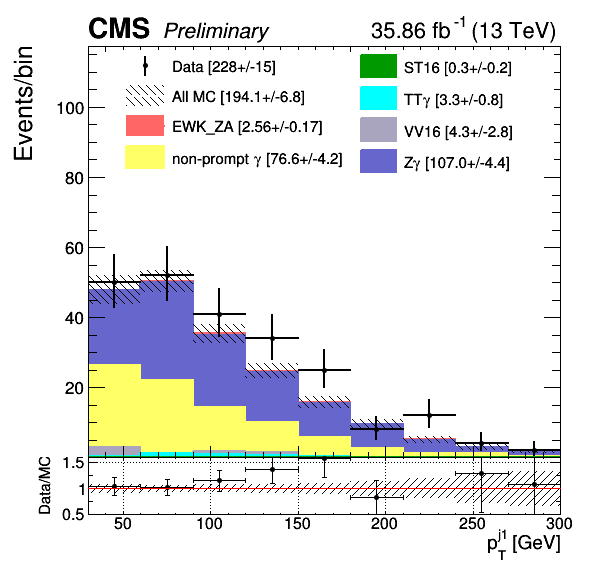 CMS Preliminary 35.86 fb⁻¹ (13 TeV)
Events/bin
Data [228+/-15]
All MC [194.1+/-6.8]
EWK_ZA [2.56+/-0.17]
non-prompt γ [76.6+/-4.2]
ST16 [0.3+/-0.2]
TTγ [3.3+/-0.8]
VV16 [4.3+/-2.8]
Zγ [107.0+/-4.4]
100
80
60
40
20
Data/MC
1.5
1
0.5
50 100 150 200 250 300
p_T^j1 [GeV]